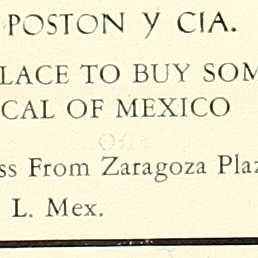 POSTON y CIA.
LACE TO BUY SOM
CAL OF MEXICO
ss From Zaragoza Plaz
L. Mex.